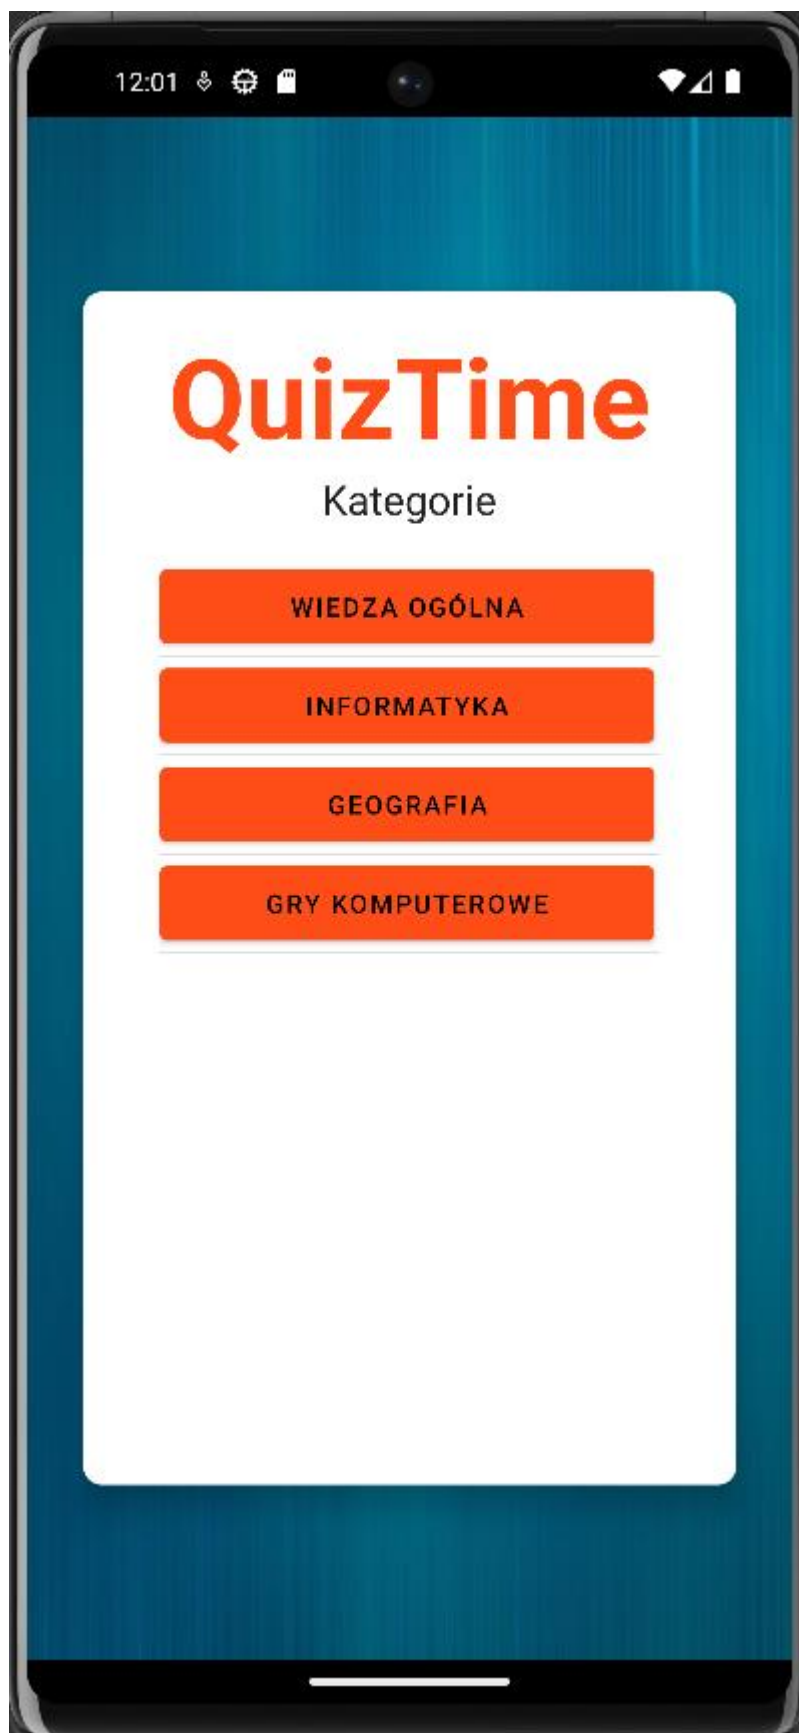 12:01
QuizTime
Kategorie
WIEDZA OGÓLNA
INFORMATYKA
GEOGRAFIA
GRY KOMPUTEROWE